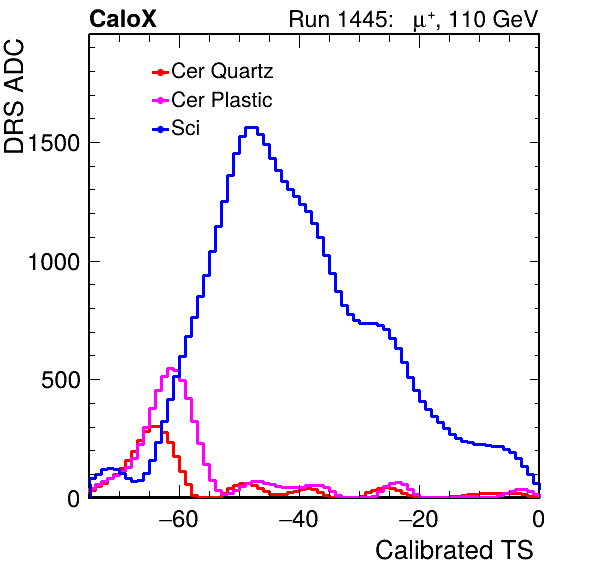 CaloX Run 1445: μ⁺, 110 GeV
DRS ADC
Cer Quartz
Cer Plastic
Sci
1500
1000
500
0
−60 −40 −20 0
Calibrated TS